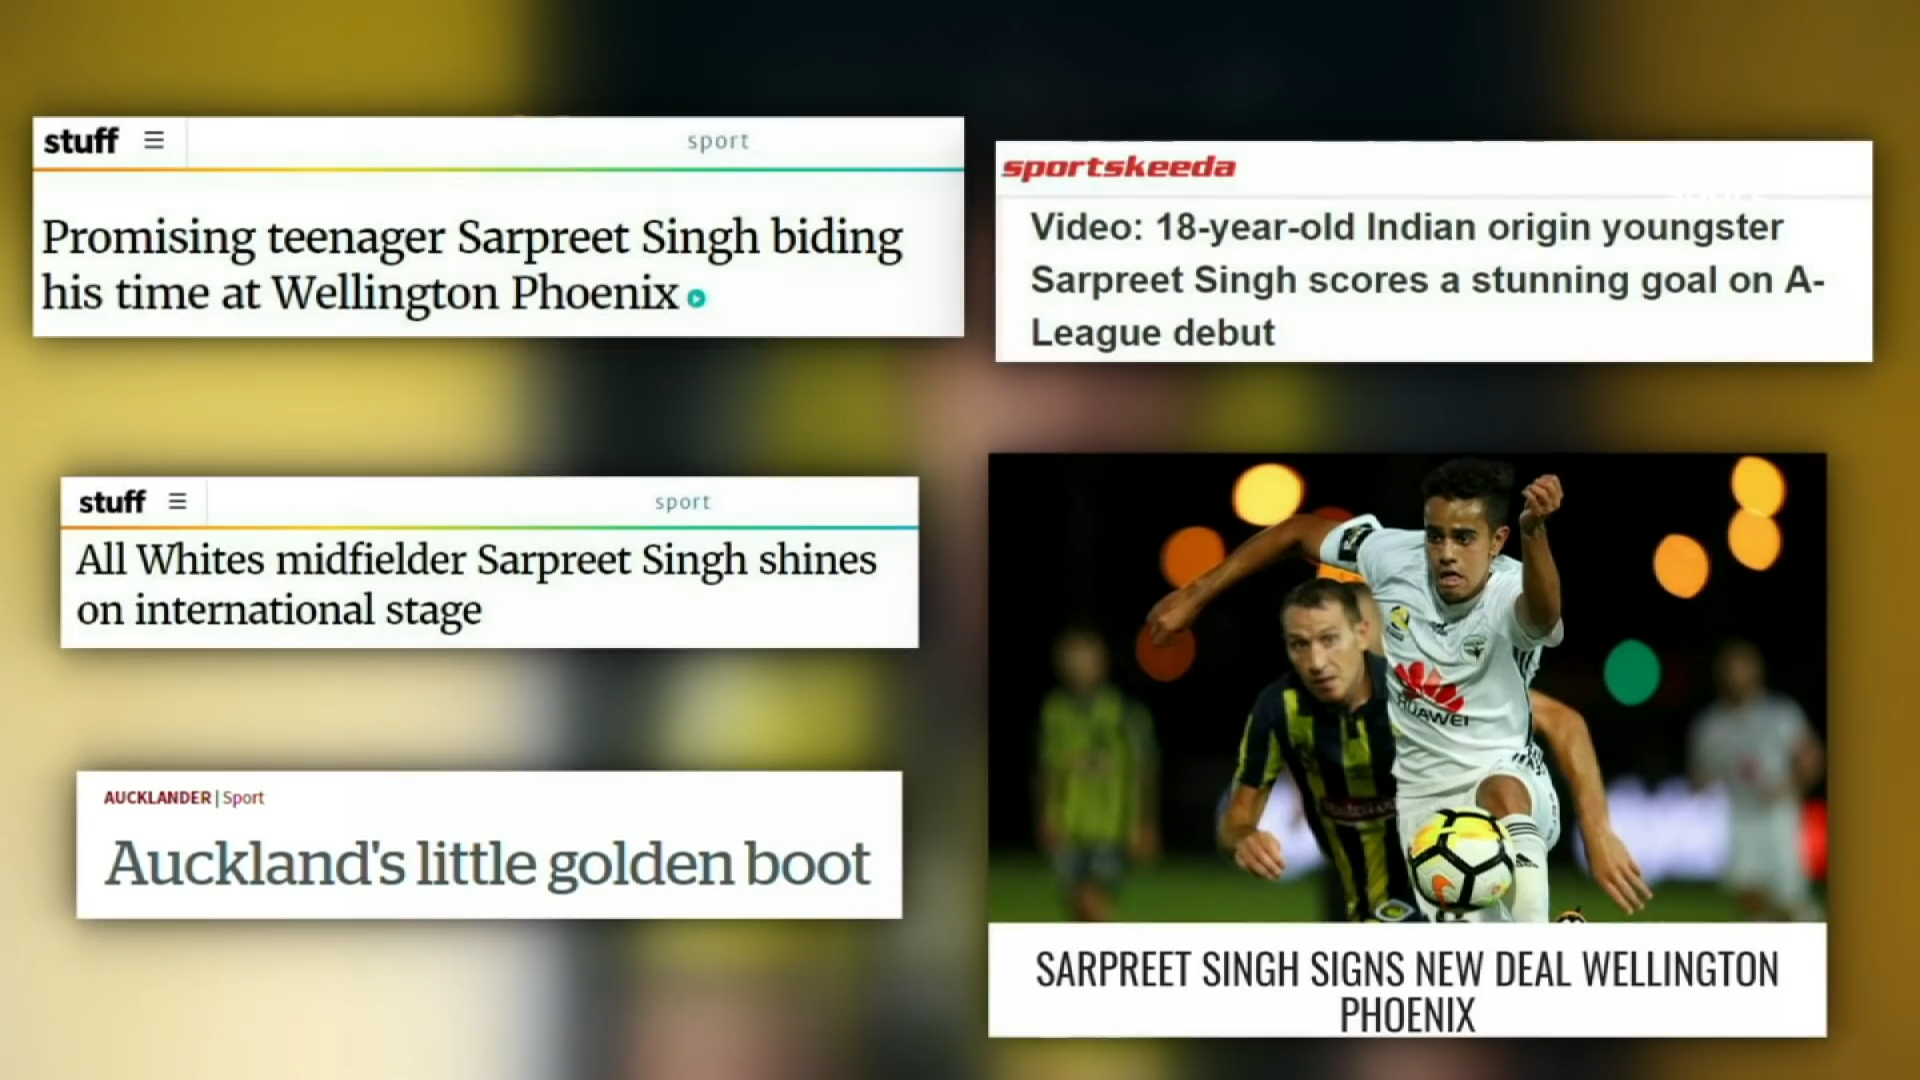 stuff
sport
Promising teenager Sarpreet Singh biding
his time at Wellington Phoenix
sportskeeda
Video: 18-year-old Indian origin youngster
Sarpreet Singh scores a stunning goal on A-
League debut
stuff
sport
All Whites midfielder Sarpreet Singh shines
on international stage
AUCKLANDER | Sport
Auckland's little golden boot
HUAWEI
SARPREET SINGH SIGNS NEW DEAL WELLINGTON
PHOENIX